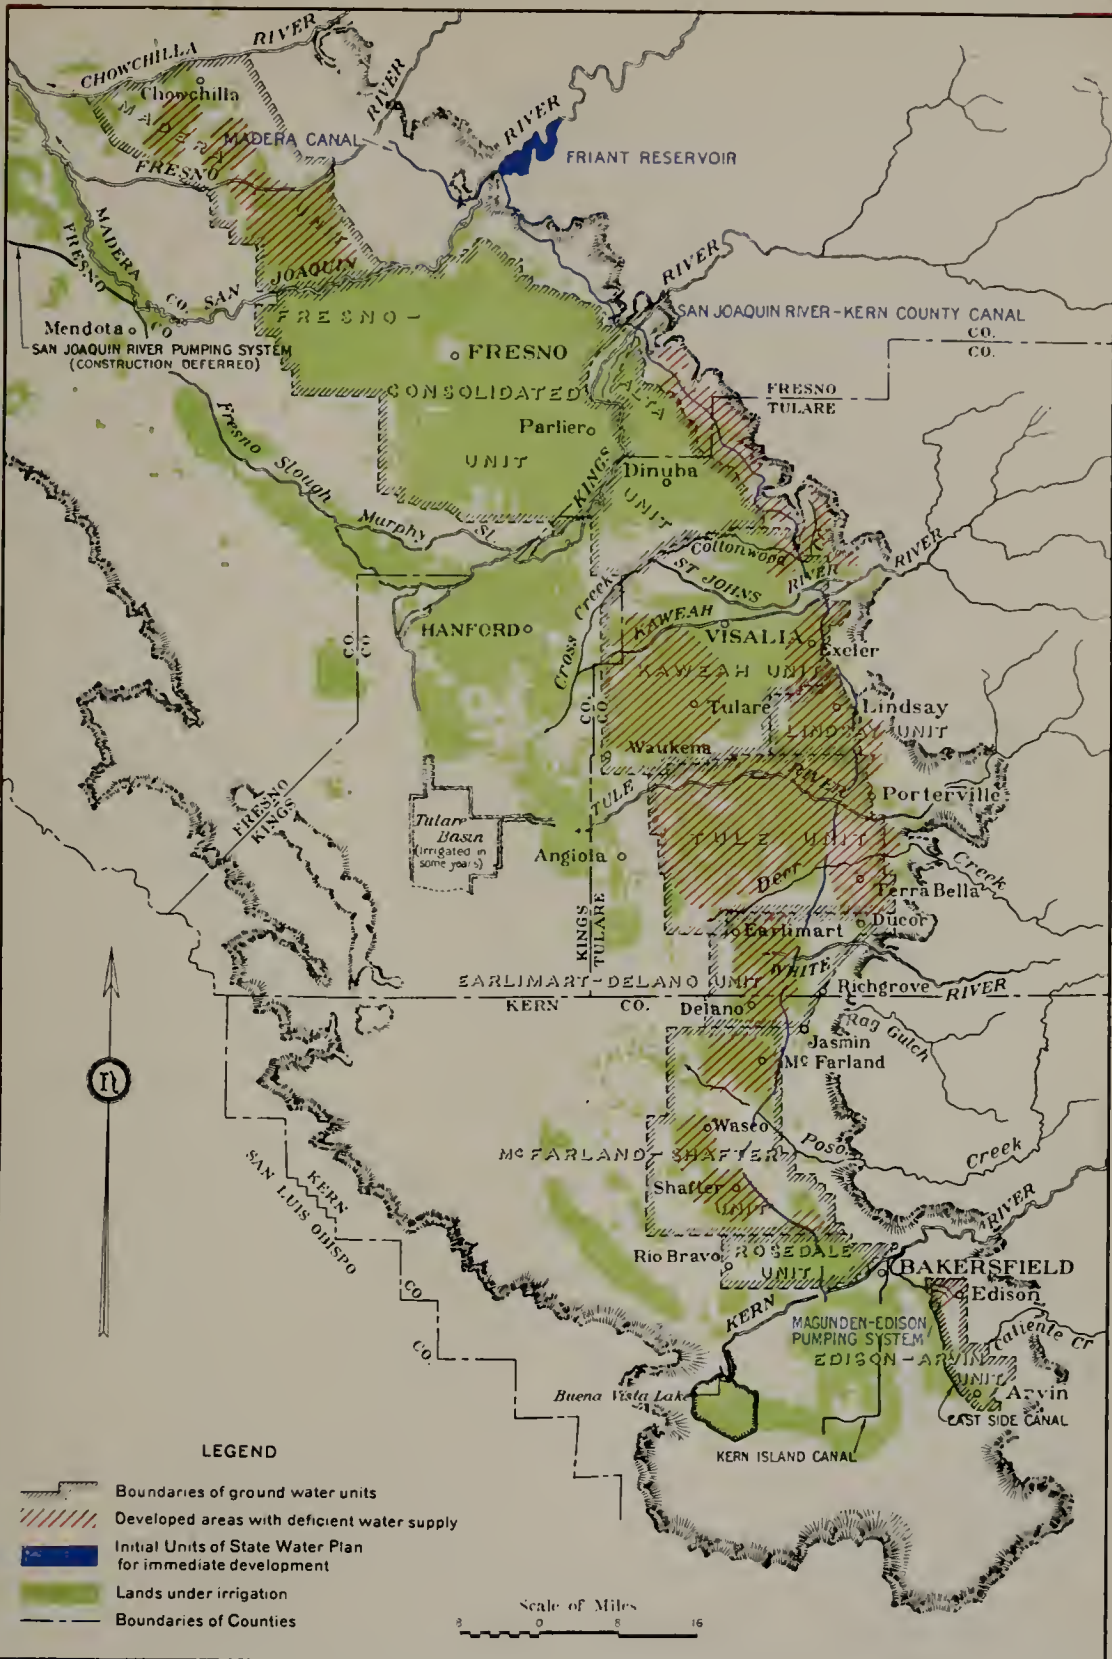 CHOWCHILLA RIVER
Chowchilla
MADERA
MADERA CANAL
RIVER
RIVER
FRIANT RESERVOIR
FRESNO
UNIT
MADERA
FRESNO
CO.
CO.
SAN JOAQUIN
RIVER
SAN JOAQUIN RIVER-KERN COUNTY CANAL
CO.
CO.
Mendota
SAN JOAQUIN RIVER PUMPING SYSTEM
(CONSTRUCTION DEFERRED)
FRESNO-
CONSOLIDATED
UNIT
FRESNO
FRESNO
TULARE
ALTA
UNIT
Parlier
Dinuba
KINGS
Fresno Slough
Murphy Sl.
Cottonwood
Creek
ST JOHNS
RIVER
RIVER
KAWEAH
HANFORD
Cross
VISALIA
Exeter
KAWEAH UNIT
CO.
CO.
CO.
CO.
Tulare
Lindsay
LINDSAY UNIT
Waukena
TULE
RIVER
Porterville
FRESNO
KINGS
Tulare
Basin
(Irrigated in
some years)
TULE UNIT
Angiola
Deer
Creek
Terra Bella
KINGS
TULARE
Earlimart
Ducor
WHITE
RIVER
EARLIMART-DELANO UNIT
Richgrove
KERN CO.
Delano
Rag Gulch
Jasmin
Mc Farland
Wasco
Poso
Creek
McFARLAND-SHAFTER
UNIT
Shafter
KERN
SAN LUIS OBISPO
CO.
CO.
RIVER
Rio Bravo
ROSEDALE
UNIT
BAKERSFIELD
KERN
Edison
MAGUNDEN-EDISON
PUMPING SYSTEM
Caliente Cr
EDISON-ARVIN
UNIT
Arvin
Buena Vista Lake
EAST SIDE CANAL
KERN ISLAND CANAL
n
LEGEND
Boundaries of ground water units
Developed areas with deficient water supply
Initial Units of State Water Plan
for immediate development
Lands under irrigation
Boundaries of Counties
Scale of Miles
8 0 8 16